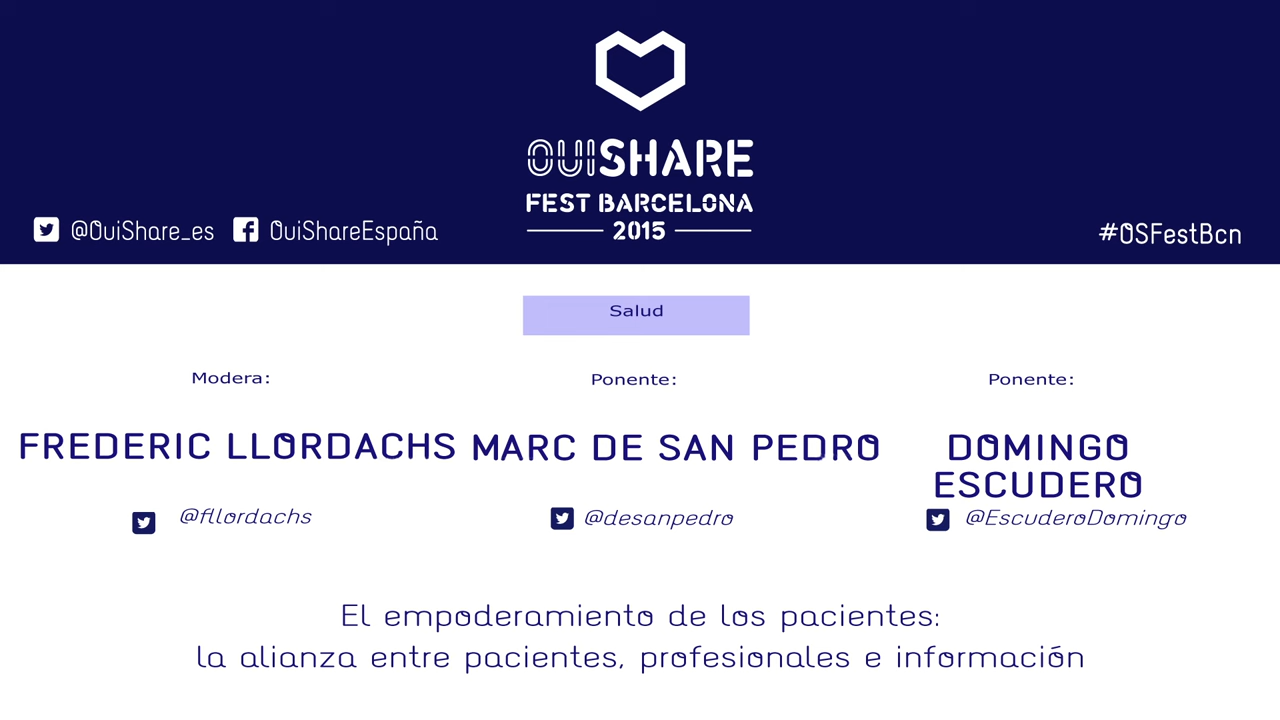 OUISHARE
FEST BARCELONA
2015
@OuiShare_es OuiShareEspaña
#OSFestBcn
Salud
Modera:
FREDERIC LLORDACHS
@fllordachs
Ponente:
MARC DE SAN PEDRO
@desanpedro
Ponente:
DOMINGO
ESCUDERO
@EscuderoDomingo
El empoderamiento de los pacientes:
la alianza entre pacientes, profesionales e información